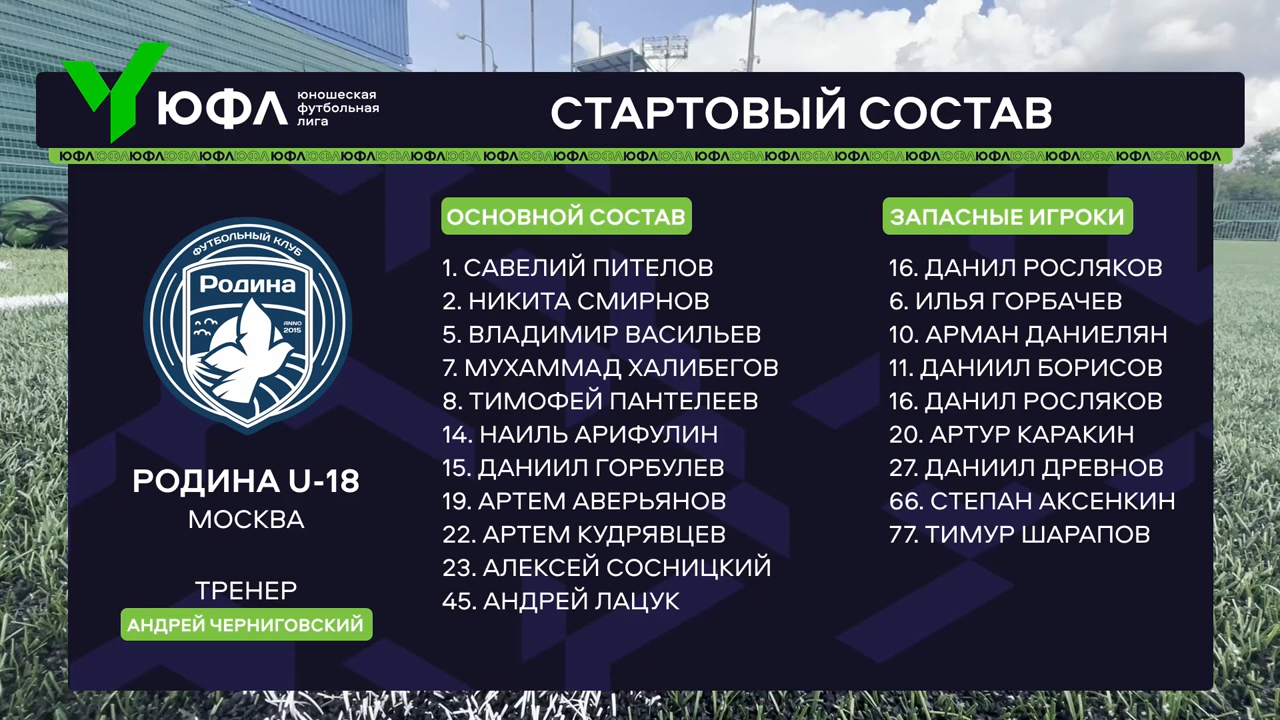 ЮФЛ
юношеская
футбольная
лига
СТАРТОВЫЙ СОСТАВ
ЮФЛЮФЛЮФЛЮФЛЮФЛЮФЛЮФЛЮФЛЮФЛЮФЛЮФЛЮФЛЮФЛЮФЛЮФЛЮФЛЮФЛЮФЛЮФЛЮФЛЮФЛЮФЛЮФЛЮФЛЮФЛЮФЛЮФЛЮФЛЮФЛЮФЛЮФЛЮФЛЮФЛ
ФУТБОЛЬНЫЙ КЛУБ
Родина
ANNO
2015
РОДИНА U-18
МОСКВА
ТРЕНЕР
АНДРЕЙ ЧЕРНИГОВСКИЙ
ОСНОВНОЙ СОСТАВ
1. САВЕЛИЙ ПИТЕЛОВ
2. НИКИТА СМИРНОВ
5. ВЛАДИМИР ВАСИЛЬЕВ
7. МУХАММАД ХАЛИБЕГОВ
8. ТИМОФЕЙ ПАНТЕЛЕЕВ
14. НАИЛЬ АРИФУЛИН
15. ДАНИИЛ ГОРБУЛЕВ
19. АРТЕМ АВЕРЬЯНОВ
22. АРТЕМ КУДРЯВЦЕВ
23. АЛЕКСЕЙ СОСНИЦКИЙ
45. АНДРЕЙ ЛАЦУК
ЗАПАСНЫЕ ИГРОКИ
16. ДАНИЛ РОСЛЯКОВ
6. ИЛЬЯ ГОРБАЧЕВ
10. АРМАН ДАНИЕЛЯН
11. ДАНИИЛ БОРИСОВ
16. ДАНИЛ РОСЛЯКОВ
20. АРТУР КАРАКИН
27. ДАНИИЛ ДРЕВНОВ
66. СТЕПАН АКСЕНКИН
77. ТИМУР ШАРАПОВ